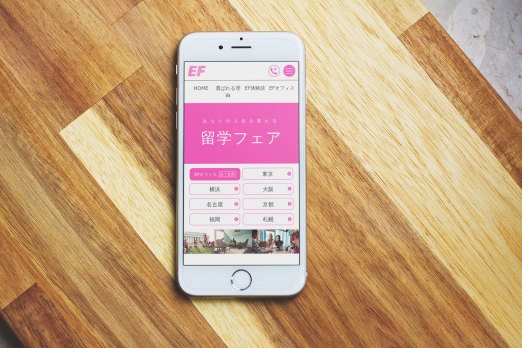 EF
HOME 選ばれる理由 EF体験談 EFオフィス
あなたの人生を変える
留学フェア
EFオフィス
東京
横浜
大阪
名古屋
京都
福岡
札幌